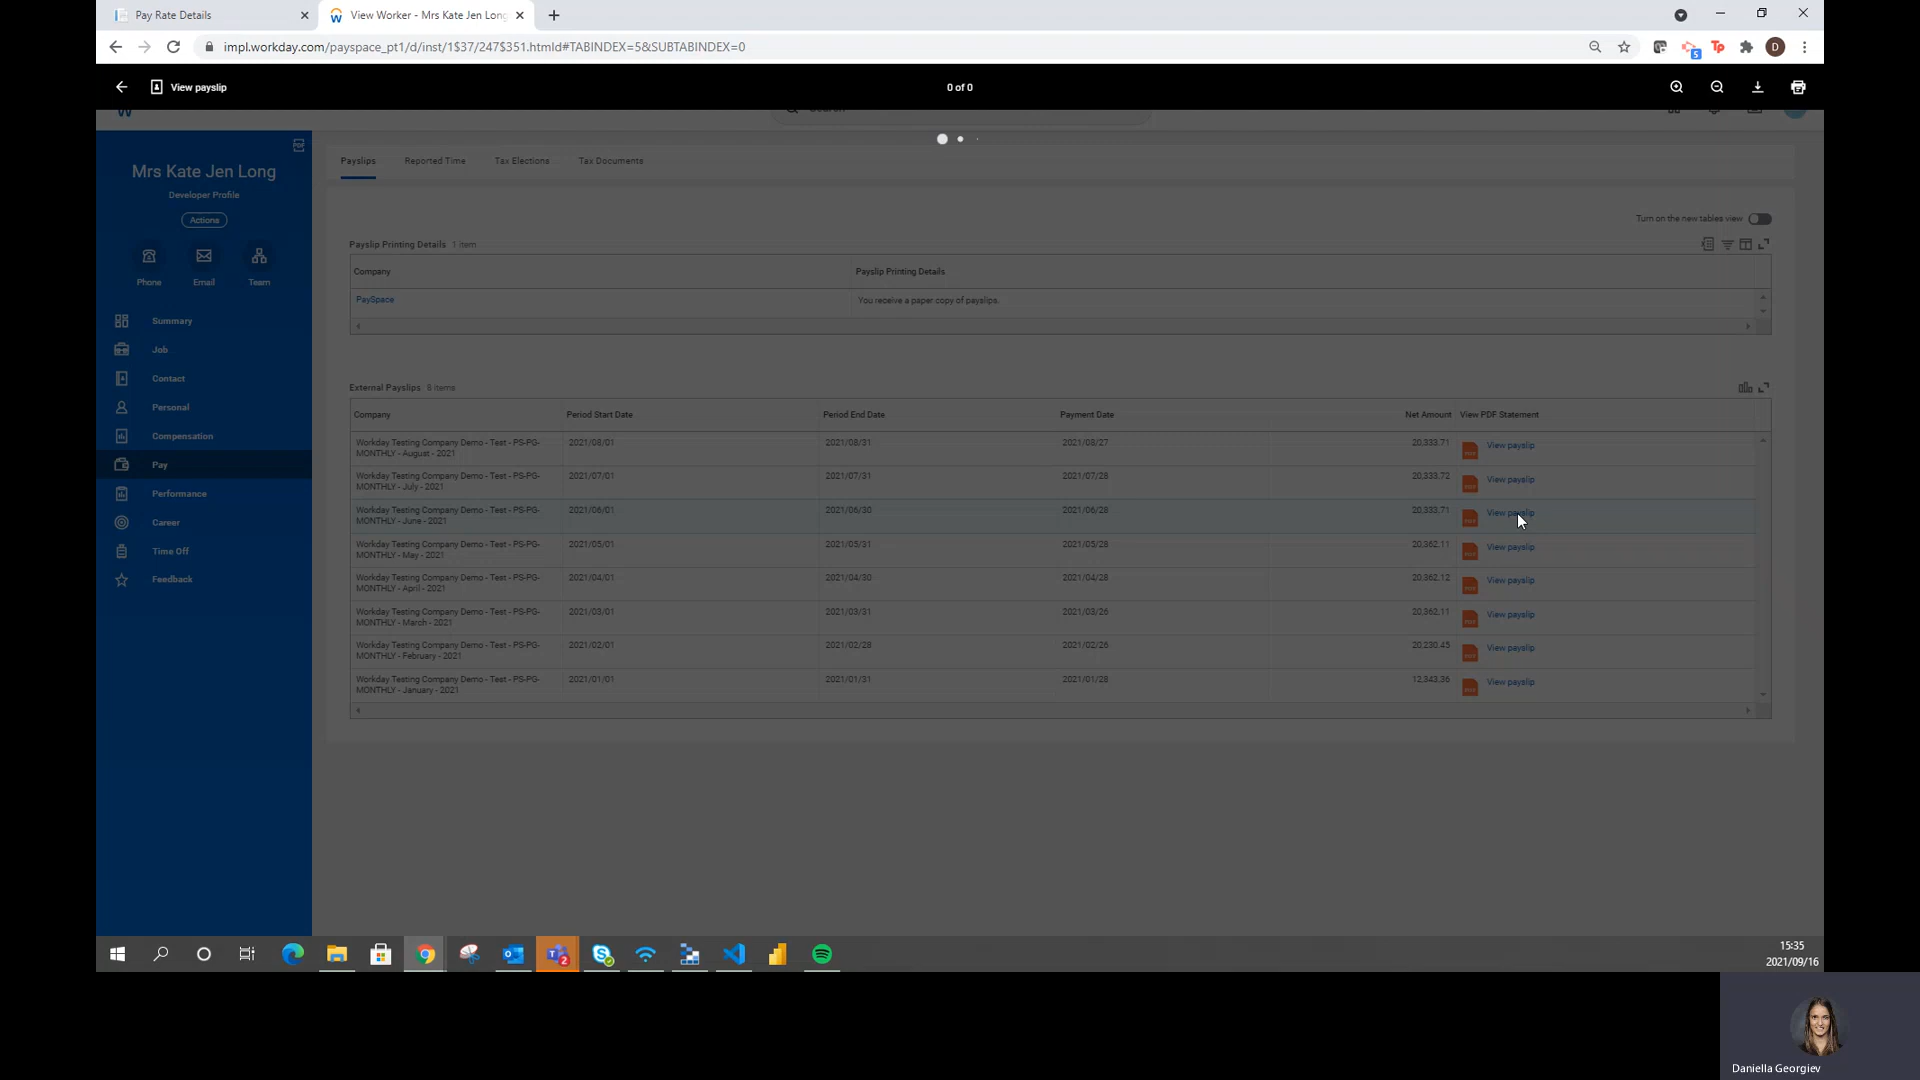 Pay Rate Details
View Worker - Mrs Kate Jen Long
impl.workday.com/payspace_pt1/d/inst/1$37/247$351.htmld#TABINDEX=5&SUBTABINDEX=0
5
Tp
D
View payslip
0 of 0
PDF
Mrs Kate Jen Long
Developer Profile
Actions
Phone
Email
Team
Summary
Job
Contact
Personal
Compensation
Pay
Performance
Career
Time Off
Feedback
Payslips
Reported Time
Tax Elections
Tax Documents
Turn on the new tables view
Payslip Printing Details 1 item
Company
Payslip Printing Details
PaySpace
You receive a paper copy of payslips.
External Payslips 8 items
Company
Period Start Date
Period End Date
Payment Date
Net Amount
View PDF Statement
Workday Testing Company Demo - Test - PS-PG-
MONTHLY - August - 2021
2021/08/01
2021/08/31
2021/08/27
20,333.71
View payslip
Workday Testing Company Demo - Test - PS-PG-
MONTHLY - July - 2021
2021/07/01
2021/07/31
2021/07/28
20,333.72
View payslip
Workday Testing Company Demo - Test - PS-PG-
MONTHLY - June - 2021
2021/06/01
2021/06/30
2021/06/28
20,333.71
View payslip
Workday Testing Company Demo - Test - PS-PG-
MONTHLY - May - 2021
2021/05/01
2021/05/31
2021/05/28
20,362.11
View payslip
Workday Testing Company Demo - Test - PS-PG-
MONTHLY - April - 2021
2021/04/01
2021/04/30
2021/04/28
20,362.12
View payslip
Workday Testing Company Demo - Test - PS-PG-
MONTHLY - March - 2021
2021/03/01
2021/03/31
2021/03/26
20,362.11
View payslip
Workday Testing Company Demo - Test - PS-PG-
MONTHLY - February - 2021
2021/02/01
2021/02/28
2021/02/26
20,230.45
View payslip
Workday Testing Company Demo - Test - PS-PG-
MONTHLY - January - 2021
2021/01/01
2021/01/31
2021/01/28
12,343.36
View payslip
2
15:35
2021/09/16
Daniella Georgiev